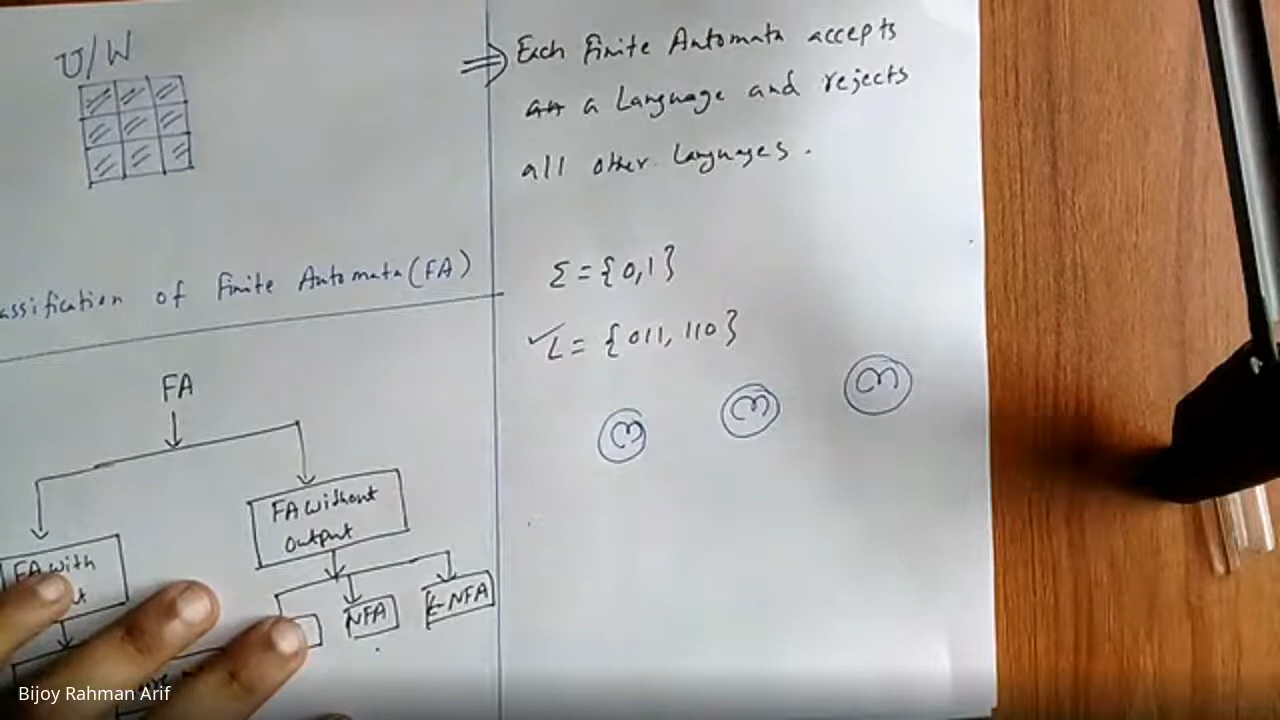 U/W
assification of Finite Automata (FA)
FA
FA without
output
FA with
NFA
ε-NFA
⇒ Each Finite Automata accepts
a Language and rejects
all other Languages.
Σ = {0,1}
✓L = {011, 110}
Bijoy Rahman Arif